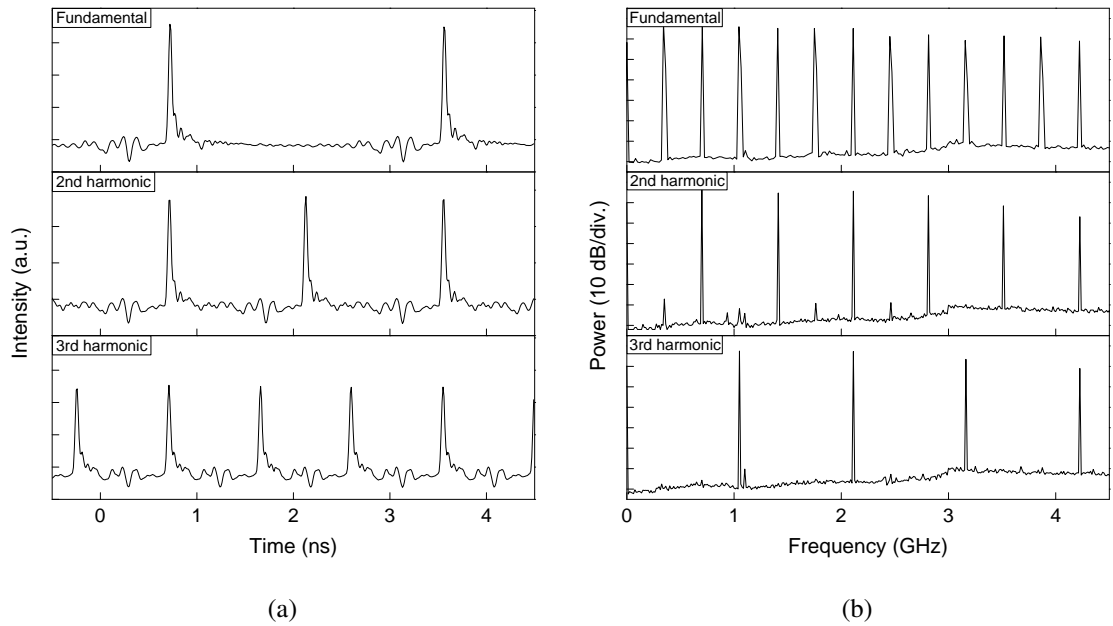 Fundamental
2nd harmonic
3rd harmonic
Intensity (a.u.)
0 1 2 3 4
Time (ns)
(a)
Fundamental
2nd harmonic
3rd harmonic
Power (10 dB/div.)
0 1 2 3 4
Frequency (GHz)
(b)